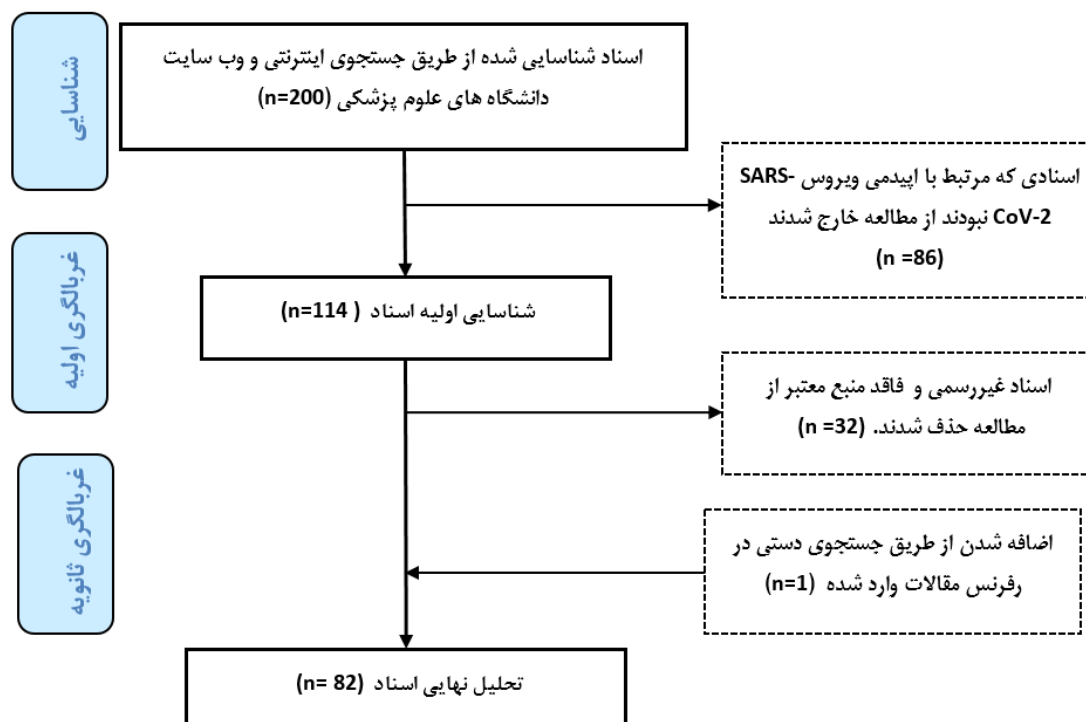 شناسایی
اسناد شناسایی شده از طریق جستجوی اینترنتی و وب سایت
دانشگاه های علوم پزشکی (n=200)
اسنادی که مرتبط با اپیدمی ویروس SARS-
CoV-2 نبودند از مطالعه خارج شدند
(n =86)
غربالگری اولیه
شناسایی اولیه اسناد (n=114 )
اسناد غیررسمی و فاقد منبع معتبر از
مطالعه حذف شدند. (n =32)
غربالگری ثانویه
اضافه شدن از طریق جستجوی دستی در
رفرنس مقالات وارد شده (n=1)
تحلیل نهایی اسناد (n= 82)